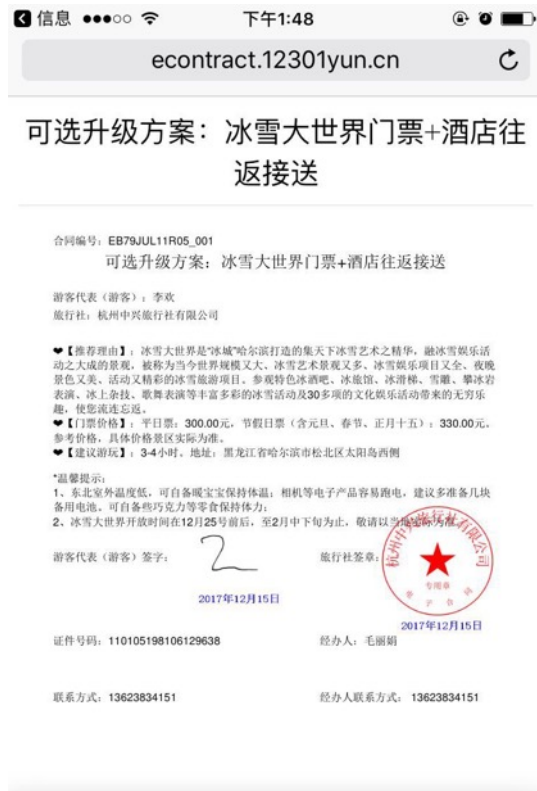 信息
下午1:48
econtract.12301yun.cn
可选升级方案：冰雪大世界门票+酒店往
返接送
合同编号：EB79JUL11R05_001
可选升级方案：冰雪大世界门票+酒店往返接送
游客代表（游客）：李欢
旅行社：杭州中兴旅行社有限公司
❤【推荐理由】：冰雪大世界是“冰城”哈尔滨打造的集天下冰雪艺术之精华，融冰雪娱乐活
动之大成的景观，被称为当今世界规模又大、冰雪艺术景观又多、冰雪娱乐项目又全、夜晚
景色又美、活动又精彩的冰雪旅游项目。参观特色冰酒吧、冰旅馆、冰滑梯、雪雕、攀冰岩
表演、冰上杂技、歌舞表演等丰富多彩的冰雪活动及30多项的文化娱乐活动带来的无穷乐
趣，使您流连忘返。
❤【门票价格】：平日票：300.00元，节假日票（含元旦、春节、正月十五）：330.00元。
参考价格，具体价格景区实际为准。
❤【建议游玩】：3-4小时。地址：黑龙江省哈尔滨市松北区太阳岛西侧
*温馨提示：
1、东北室外温度低，可自备暖宝宝保持体温；相机等电子产品容易跑电，建议多准备几块
备用电池。可自备些巧克力等零食保持体力；
2、冰雪大世界开放时间在12月25号前后，至2月中下旬为止，敬请以当地实际为准。
游客代表（游客）签字：
2
旅行社签章：
杭州中兴旅行社有限公司
专用章
电子合同
2017年12月15日
2017年12月15日
证件号码：110105198106129638
经办人：毛丽娟
联系方式：13623834151
经办人联系方式：13623834151